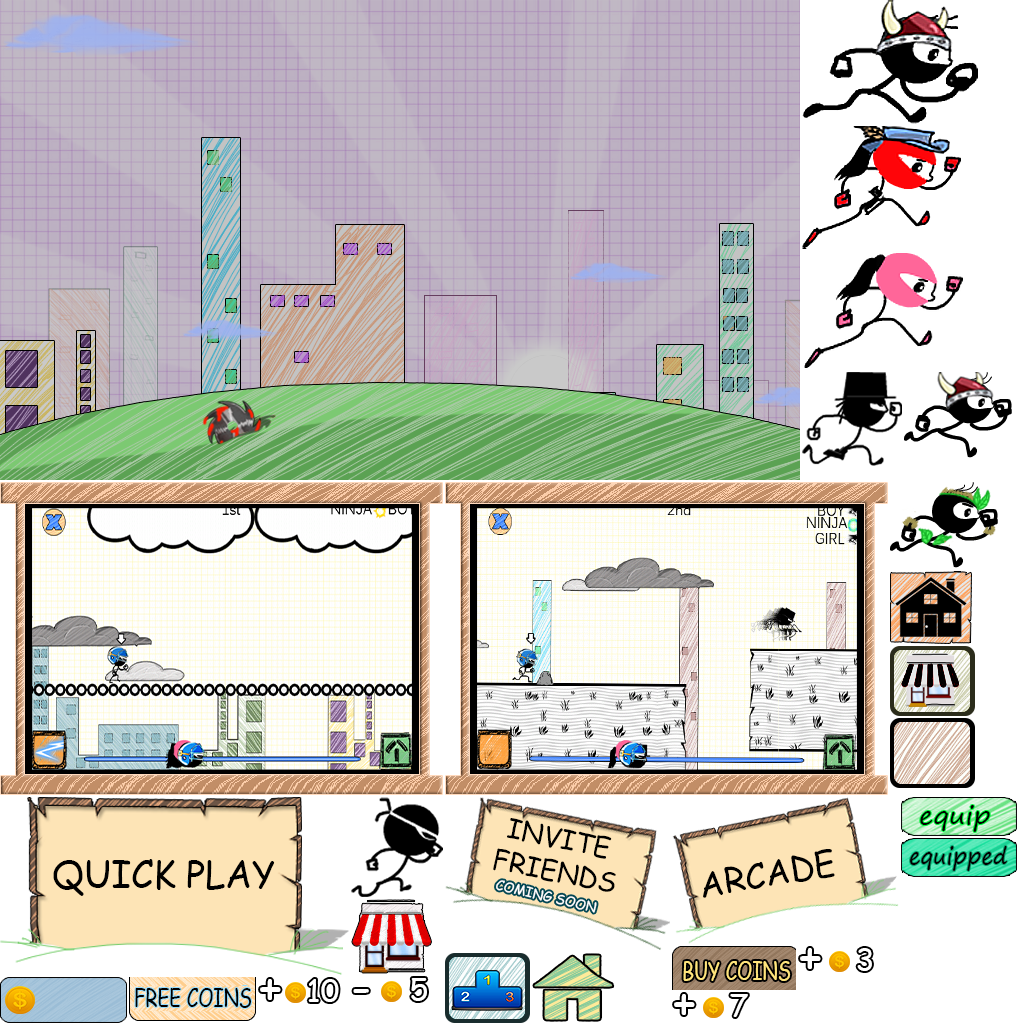 1st
NINJA BOY
2nd
BOY
NINJA
GIRL
QUICK PLAY
INVITE
FRIENDS
COMING SOON
ARCADE
equip
equipped
$
FREE COINS
+ $ 10 - $ 5
1
2 3
BUY COINS
+ $ 3
+ $ 7